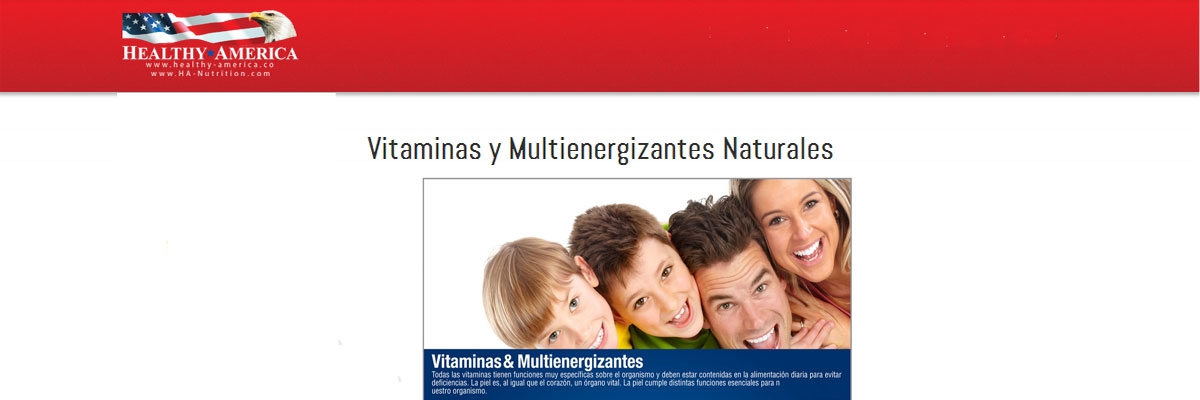 HEALTHY★AMERICA
www.healthy-america.co
www.HA-Nutrition.com
Vitaminas y Multienergizantes Naturales
Vitaminas & Multienergizantes
Todas las vitaminas tienen funciones muy específicas sobre el organismo y deben estar contenidas en la alimentación diaria para evitar
deficiencias. La piel es, al igual que el corazón, un órgano vital. La piel cumple distintas funciones esenciales para n
uestro organismo.